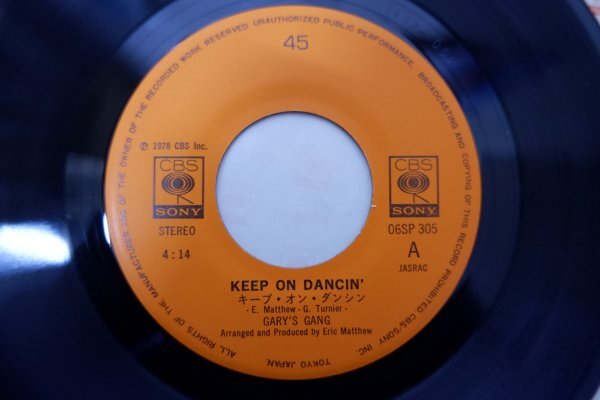 ALL RIGHTS OF THE MANUFACTURER AND OF THE OWNER OF THE RECORDED WORK RESERVED UNAUTHORIZED PUBLIC PERFORMANCE, BROADCASTING AND COPYING OF THIS RECORD PROHIBITED CBS/SONY INC.
TOKYO JAPAN.
45
℗ 1978 CBS Inc.
CBS
SONY
STEREO
4:14
CBS
SONY
06SP 305
A
JASRAC
KEEP ON DANCIN'
キープ・オン・ダンシン
- E. Matthew - G. Turnier -
GARY'S GANG
Arranged and Produced by Eric Matthew